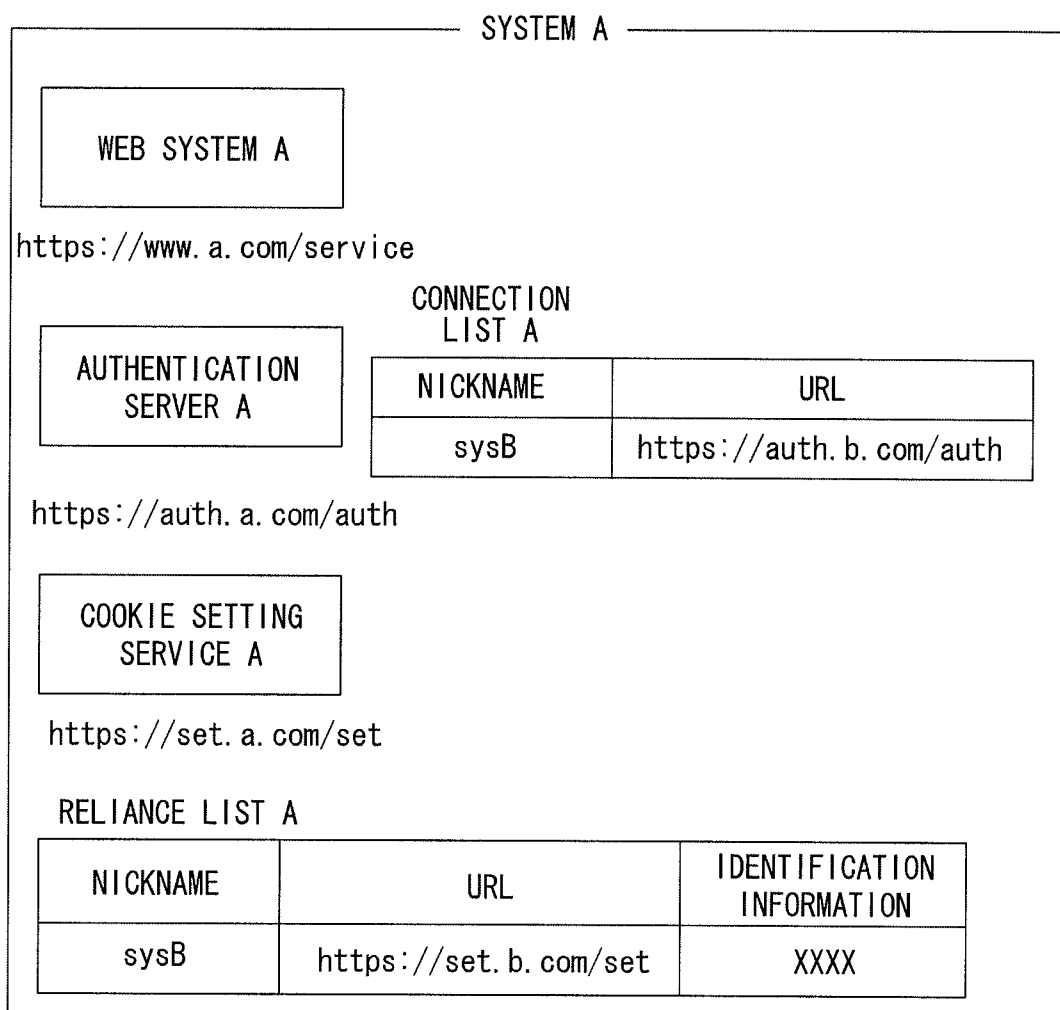 SYSTEM A
WEB SYSTEM A
https://www.a.com/service
CONNECTION
LIST A
AUTHENTICATION
SERVER A
NICKNAME URL
sysB https://auth.b.com/auth
https://auth.a.com/auth
COOKIE SETTING
SERVICE A
https://set.a.com/set
RELIANCE LIST A
NICKNAME URL IDENTIFICATION
INFORMATION
sysB https://set.b.com/set XXXX